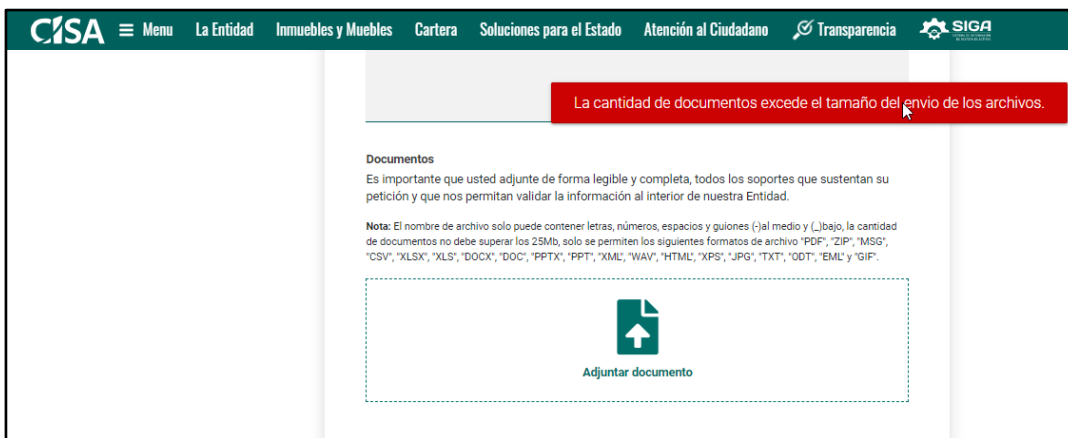 CISA ≡ Menu La Entidad Inmuebles y Muebles Cartera Soluciones para el Estado Atención al Ciudadano Transparencia SIGA
La cantidad de documentos excede el tamaño del envio de los archivos.
Documentos
Es importante que usted adjunte de forma legible y completa, todos los soportes que sustentan su
petición y que nos permitan validar la información al interior de nuestra Entidad.
Nota: El nombre de archivo solo puede contener letras, números, espacios y guiones (-)al medio y (_)bajo, la cantidad
de documentos no debe superar los 25Mb, solo se permiten los siguientes formatos de archivo "PDF", "ZIP", "MSG",
"CSV", "XLSX", "XLS", "DOCX", "DOC", "PPTX", "PPT", "XML", "WAV", "HTML", "XPS", "JPG", "TXT", "ODT", "EML" y "GIF".
Adjuntar documento